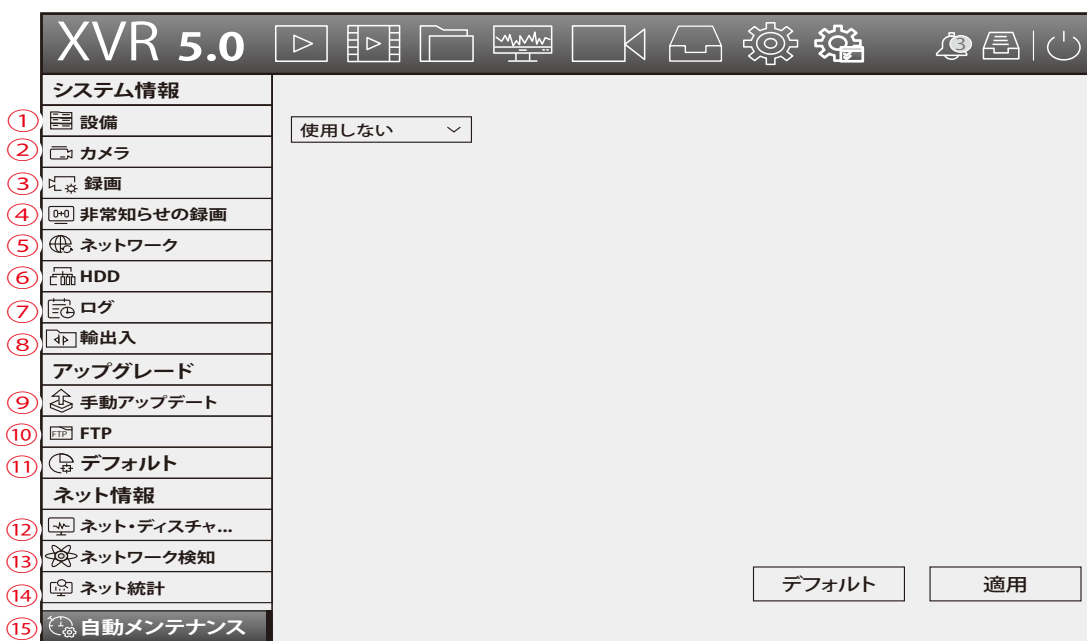 XVR 5.0
3
システム情報
① 設備
使用しない
② カメラ
③ 録画
④ 0+0 非常知らせの録画
⑤ ネットワーク
⑥ HDD
⑦ ログ
⑧ 輸出入
アップグレード
⑨ 手動アップデート
⑩ FTP FTP
⑪ デフォルト
ネット情報
⑫ ネット・ディスチャ...
⑬ ネットワーク検知
⑭ ネット統計
デフォルト
適用
⑮ 自動メンテナンス